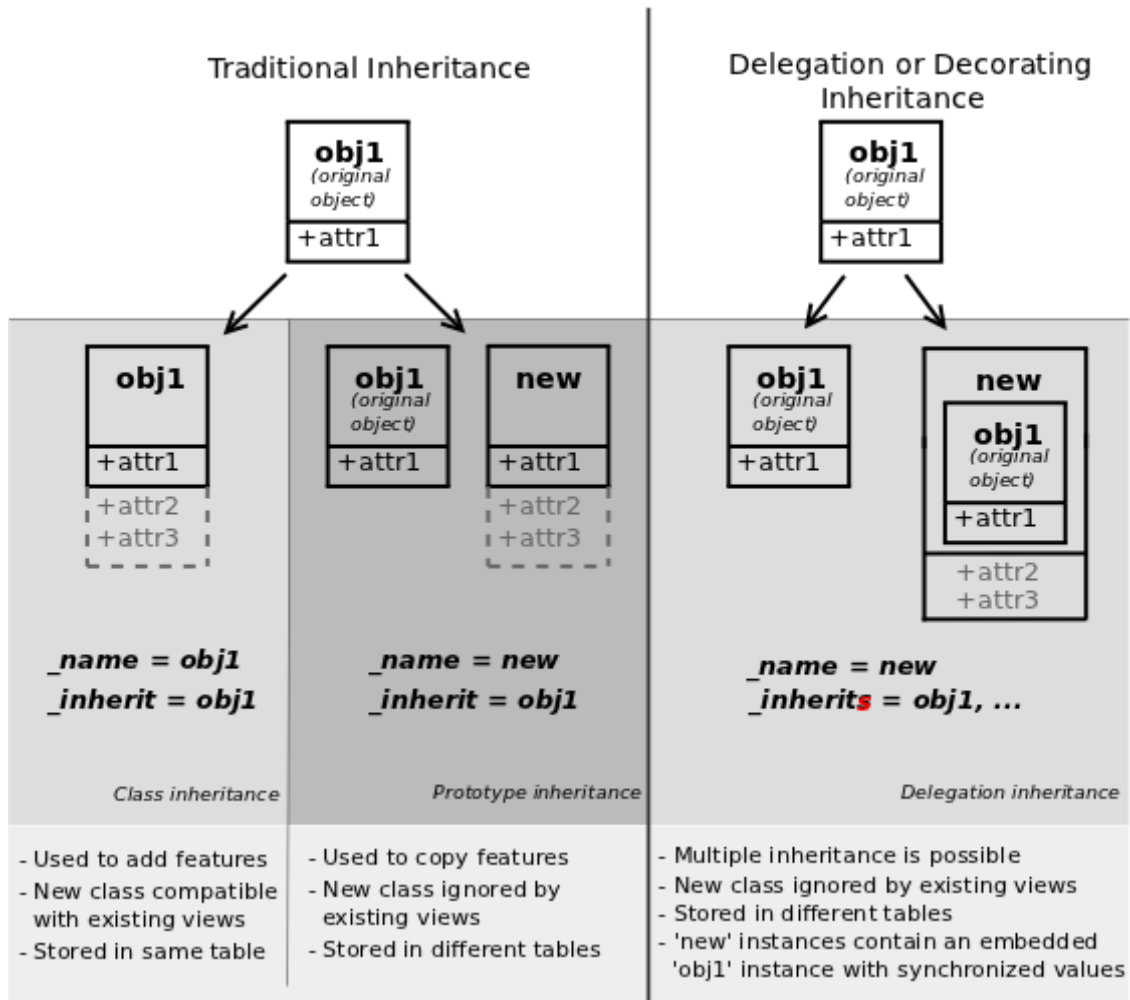 Traditional Inheritance
obj1
(original
object)
+attr1
obj1
+attr1
+attr2
+attr3
_name = obj1
_inherit = obj1
Class inheritance
- Used to add features
- New class compatible
with existing views
- Stored in same table
obj1
(original
object)
+attr1
new
+attr1
+attr2
+attr3
_name = new
_inherit = obj1
Prototype inheritance
- Used to copy features
- New class ignored by
existing views
- Stored in different tables
Delegation or Decorating
Inheritance
obj1
(original
object)
+attr1
obj1
(original
object)
+attr1
new
obj1
(original
object)
+attr1
+attr2
+attr3
_name = new
_inherits = obj1, ...
Delegation inheritance
- Multiple inheritance is possible
- New class ignored by existing views
- Stored in different tables
- 'new' instances contain an embedded
'obj1' instance with synchronized values